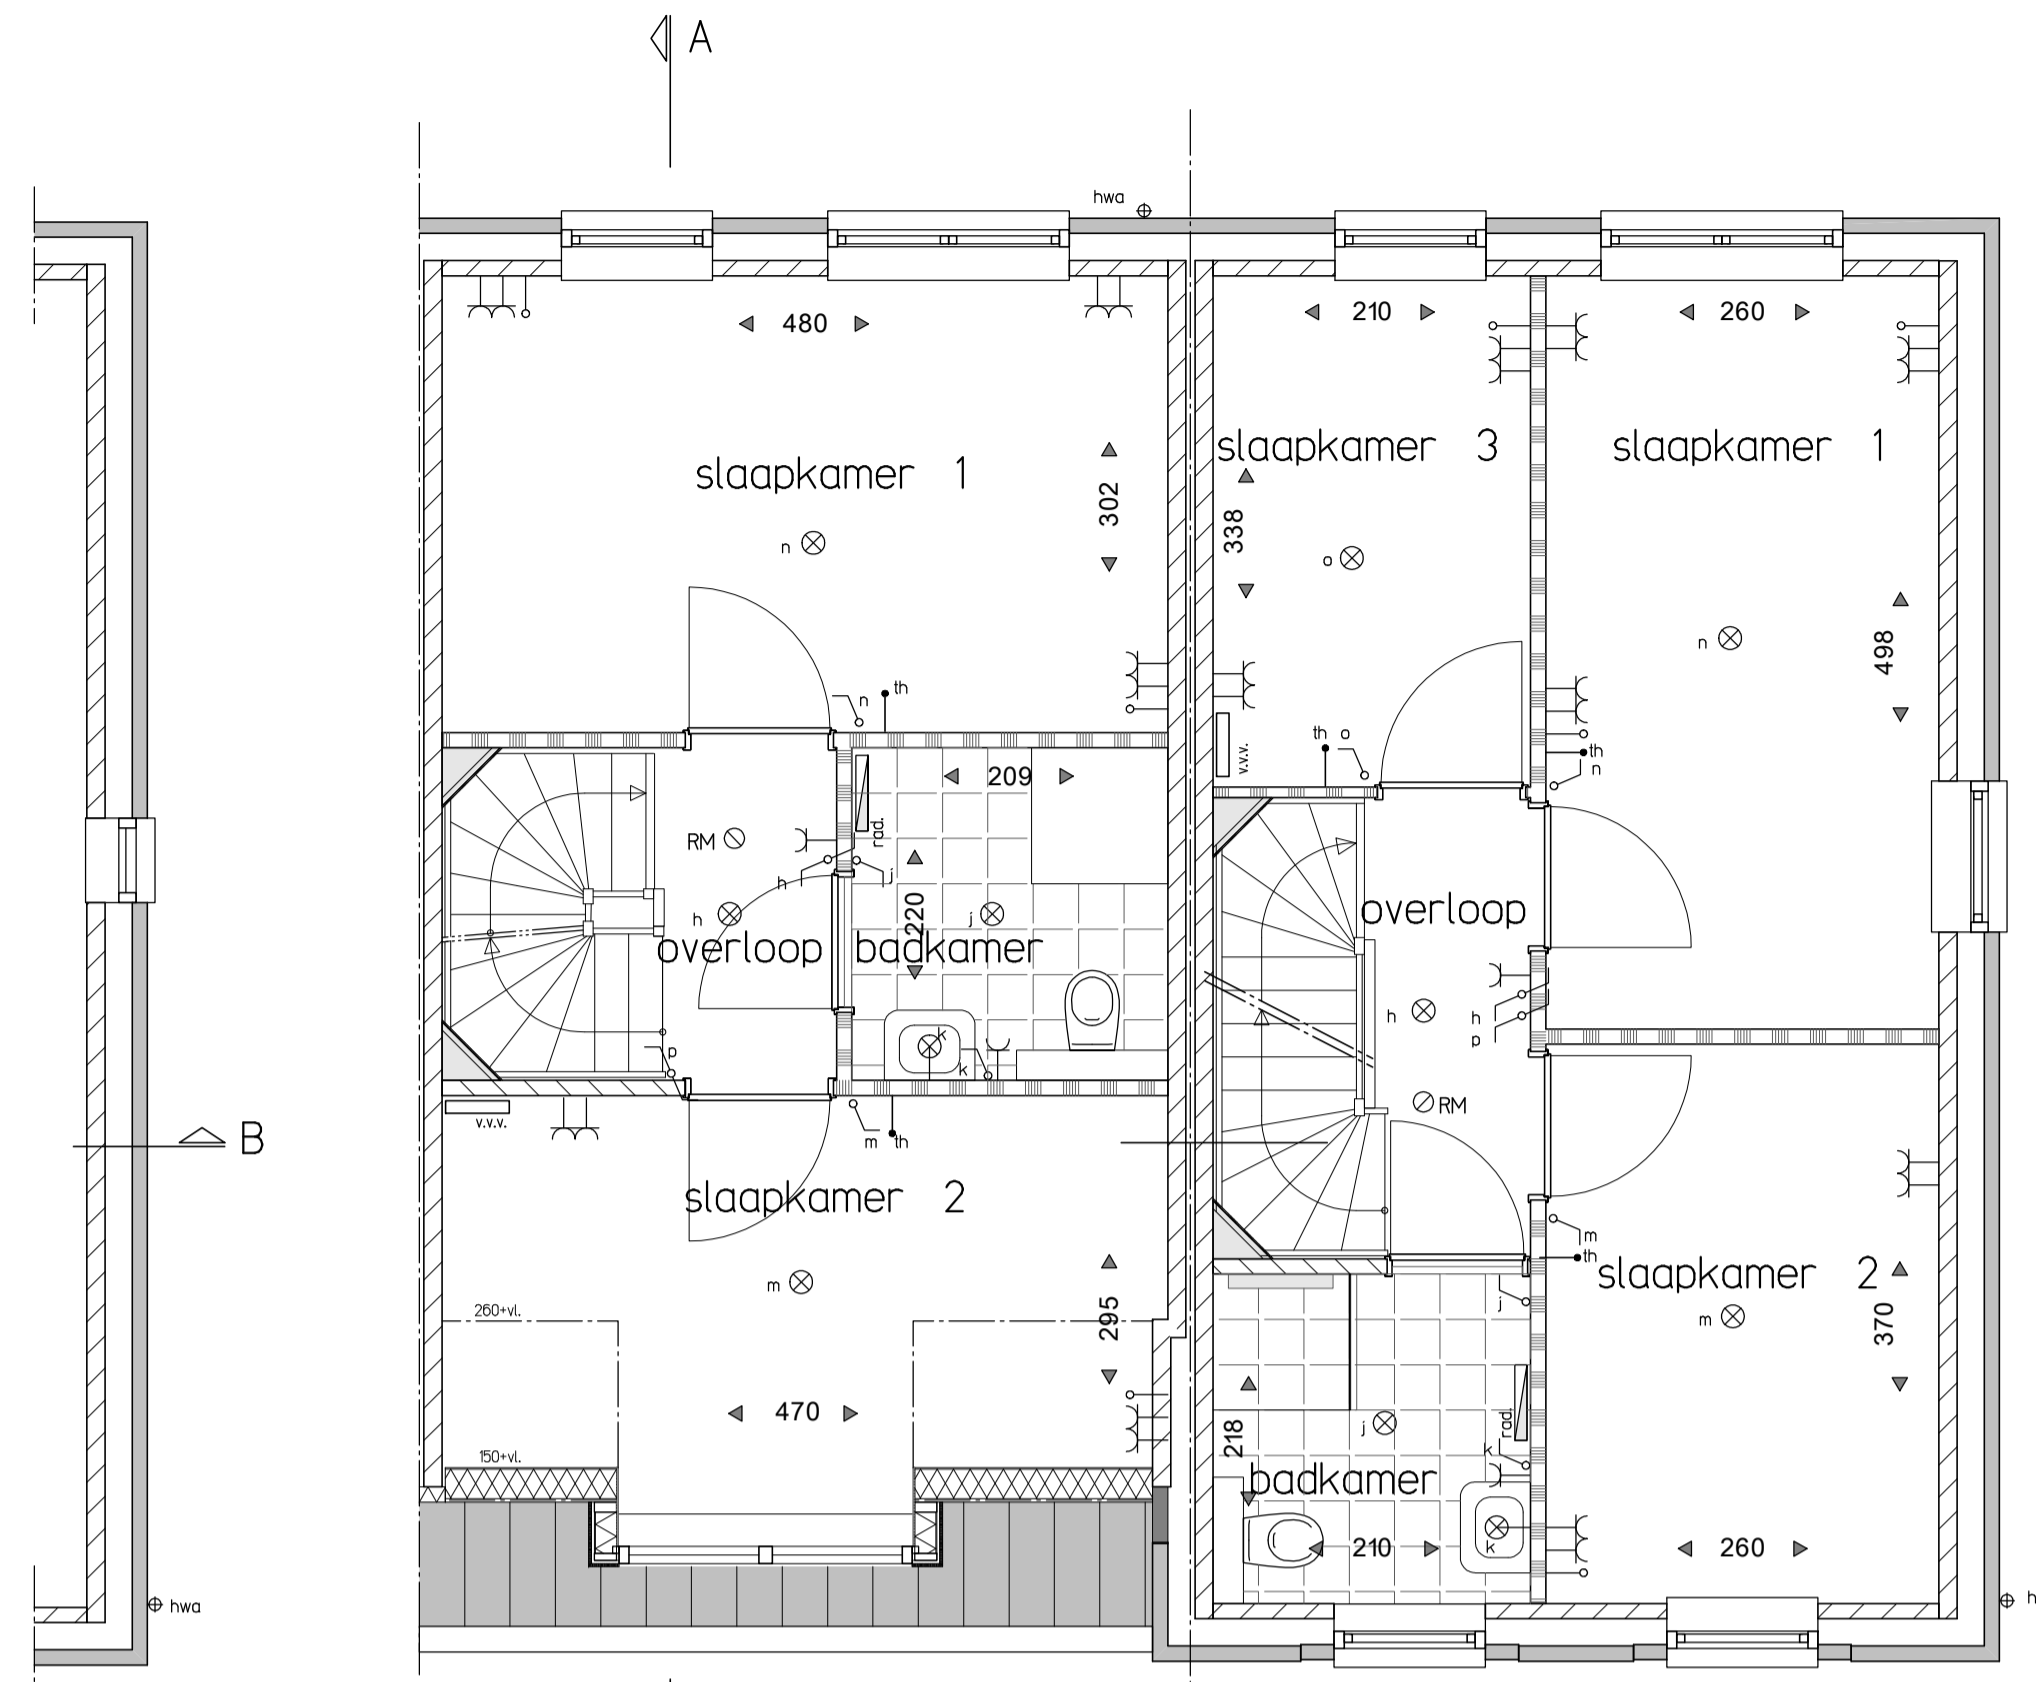 A
hwa
480
210
260
slaapkamer 1
302
n
slaapkamer 3
338
o
slaapkamer 1
n
498
n
th
th
o
v.v.v.
th
n
209
RM
rad.
h
j
h
220
j
overloop
badkamer
k
k
p
overloop
h
h
p
RM
v.v.v.
m
th
B
slaapkamer 2
m
260+vl.
295
470
150+vl.
m
th
slaapkamer 2
m
370
j
j
rad.
218
k
badkamer
210
k
260
hwa
h